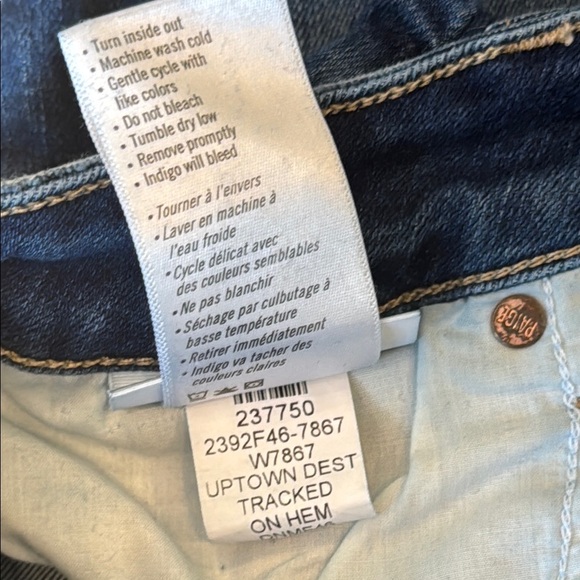 • Turn inside out
• Machine wash cold
• Gentle cycle with
like colors
• Do not bleach
• Tumble dry low
• Remove promptly
• Indigo will bleed
• Tourner à l'envers
• Laver en machine à
l'eau froide
• Cycle délicat avec
des couleurs semblables
• Ne pas blanchir
• Séchage par culbutage à
basse température
• Retirer immédiatement
• Indigo va tacher des
couleurs claires
PAIGE
237750
2392F46-7867
W7867
UPTOWN DEST
TRACKED
ON HEM